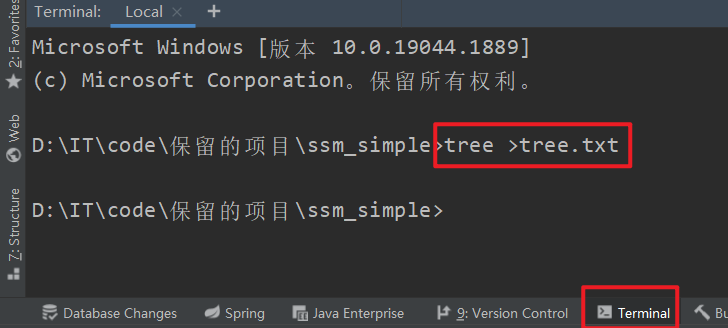 Terminal: Local +
Microsoft Windows [版本 10.0.19044.1889]
(c) Microsoft Corporation。保留所有权利。
D:\IT\code\保留的项目\ssm_simple>tree >tree.txt
D:\IT\code\保留的项目\ssm_simple>
2: Favorites
Web
7: Structure
Database Changes Spring Java Enterprise 9: Version Control Terminal